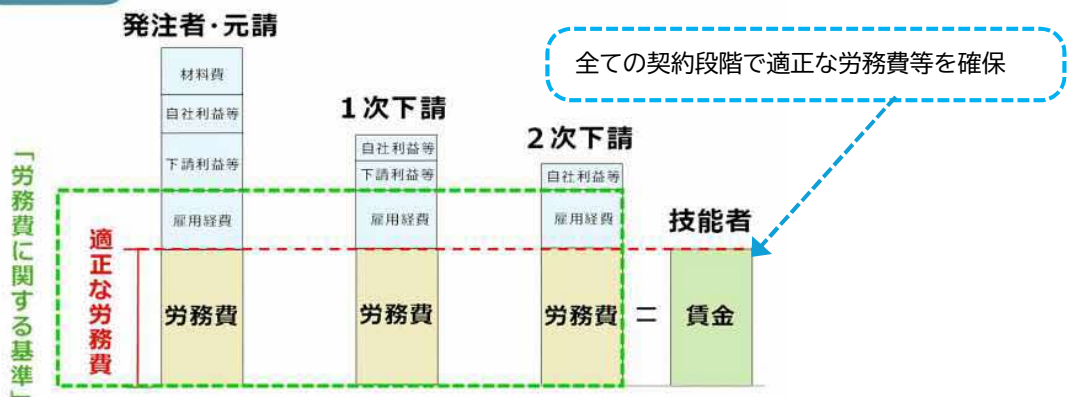 発注者・元請
材料費
自社利益等
下請利益等
雇用経費
労務費
1次下請
自社利益等
下請利益等
雇用経費
労務費
2次下請
自社利益等
雇用経費
労務費
=
技能者
賃金
全ての契約段階で適正な労務費等を確保
「労務費に関する基準」
適正な労務費